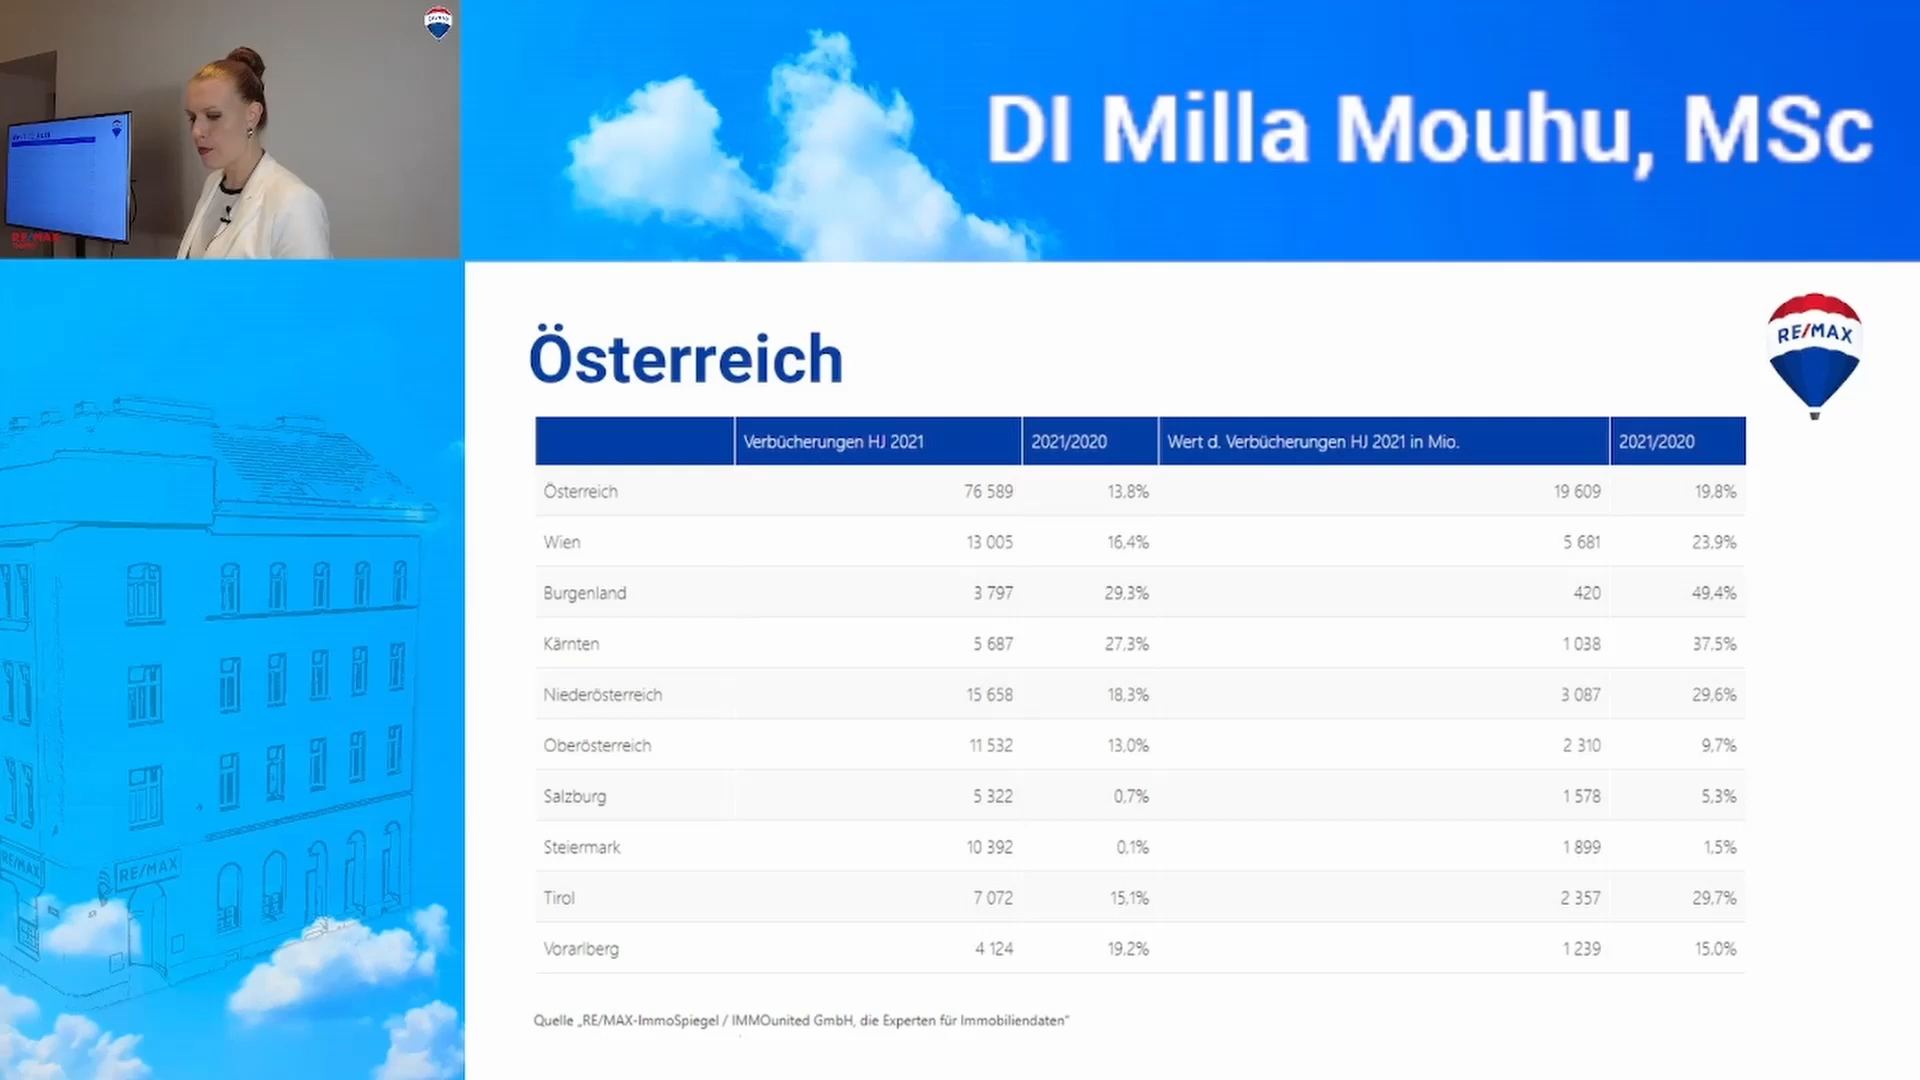 DI Milla Mouhu, MSc
RE/MAX
Österreich
RE/MAX
Verbücherungen HJ 2021 2021/2020 Wert d. Verbücherungen HJ 2021 in Mio. 2021/2020
Österreich 76 589 13,8% 19 609 19,8%
Wien 13 005 16,4% 5 681 23,9%
Burgenland 3 797 29,3% 420 49,4%
Kärnten 5 687 27,3% 1 038 37,5%
Niederösterreich 15 658 18,3% 3 087 29,6%
Oberösterreich 11 532 13,0% 2 310 9,7%
Salzburg 5 322 0,7% 1 578 5,3%
Steiermark 10 392 0,1% 1 899 1,5%
Tirol 7 072 15,1% 2 357 29,7%
Vorarlberg 4 124 19,2% 1 239 15,0%
RE/MAX
RE/MAX
Quelle „RE/MAX-ImmoSpiegel / IMMOunited GmbH, die Experten für Immobiliendaten“